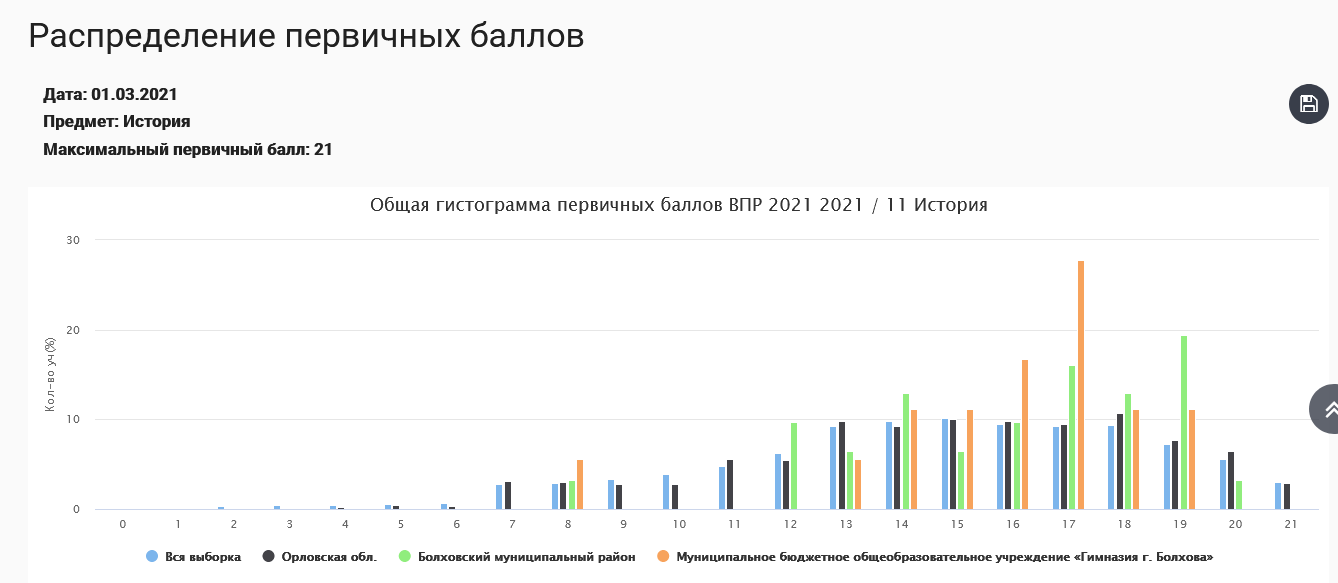 Распределение первичных баллов
Дата: 01.03.2021
Предмет: История
Максимальный первичный балл: 21
Общая гистограмма первичных баллов ВПР 2021 2021 / 11 История
30
20
10
0
Кол-во уч(%)
0 1 2 3 4 5 6 7 8 9 10 11 12 13 14 15 16 17 18 19 20 21
Вся выборка Орловская обл. Болховский муниципальный район Муниципальное бюджетное общеобразовательное учреждение «Гимназия г. Болхова»